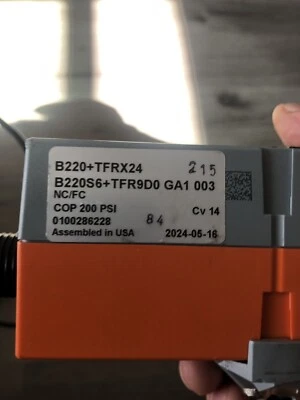 B220+TFRX24 215
B220S6+TFR9D0 GA1 003
NC/FC
COP 200 PSI Cv 14
0100286228 84
Assembled in USA 2024-05-16